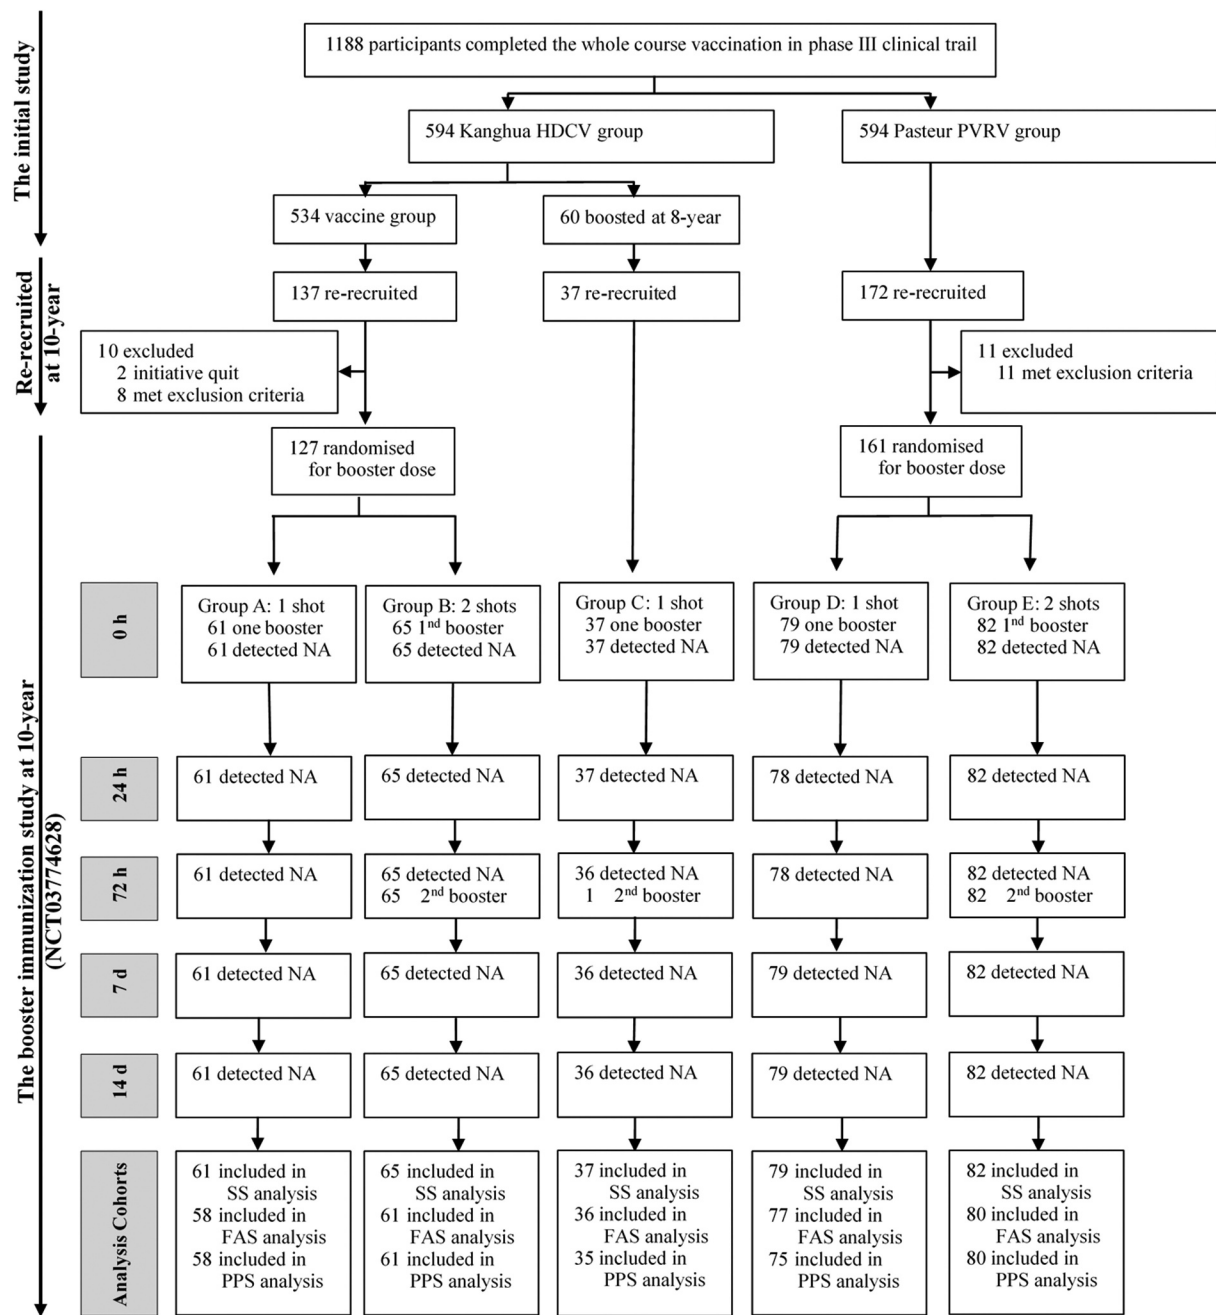 1188 participants completed the whole course vaccination in phase III clinical trail
The initial study
594 Kanghua HDCV group
594 Pasteur PVRV group
534 vaccine group
60 boosted at 8-year
Re-recruited
at 10-year
137 re-recruited
37 re-recruited
172 re-recruited
10 excluded
2 initiative quit
8 met exclusion criteria
11 excluded
11 met exclusion criteria
127 randomised
for booster dose
161 randomised
for booster dose
The booster immunization study at 10-year
(NCT03774628)
0 h
Group A: 1 shot
61 one booster
61 detected NA
Group B: 2 shots
65 1nd booster
65 detected NA
Group C: 1 shot
37 one booster
37 detected NA
Group D: 1 shot
79 one booster
79 detected NA
Group E: 2 shots
82 1nd booster
82 detected NA
24 h
61 detected NA
65 detected NA
37 detected NA
78 detected NA
82 detected NA
72 h
61 detected NA
65 detected NA
65 2nd booster
36 detected NA
1 2nd booster
78 detected NA
82 detected NA
82 2nd booster
7 d
61 detected NA
65 detected NA
36 detected NA
79 detected NA
82 detected NA
14 d
61 detected NA
65 detected NA
36 detected NA
79 detected NA
82 detected NA
Analysis Cohorts
61 included in
SS analysis
58 included in
FAS analysis
58 included in
PPS analysis
65 included in
SS analysis
61 included in
FAS analysis
61 included in
PPS analysis
37 included in
SS analysis
36 included in
FAS analysis
35 included in
PPS analysis
79 included in
SS analysis
77 included in
FAS analysis
75 included in
PPS analysis
82 included in
SS analysis
80 included in
FAS analysis
80 included in
PPS analysis